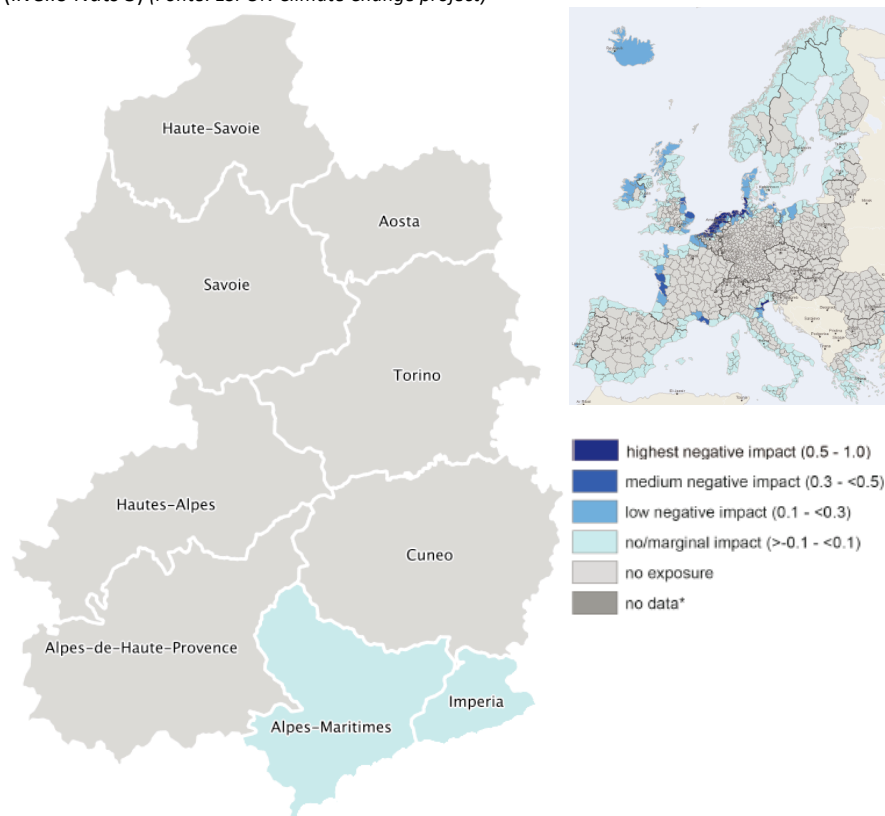 Haute-Savoie
Aosta
Savoie
Torino
Hautes-Alpes
Cuneo
Alpes-de-Haute-Provence
Imperia
Alpes-Maritimes
highest negative impact (0.5 - 1.0)
medium negative impact (0.3 - <0.5)
low negative impact (0.1 - <0.3)
no/marginal impact (>-0.1 - <0.1)
no exposure
no data*